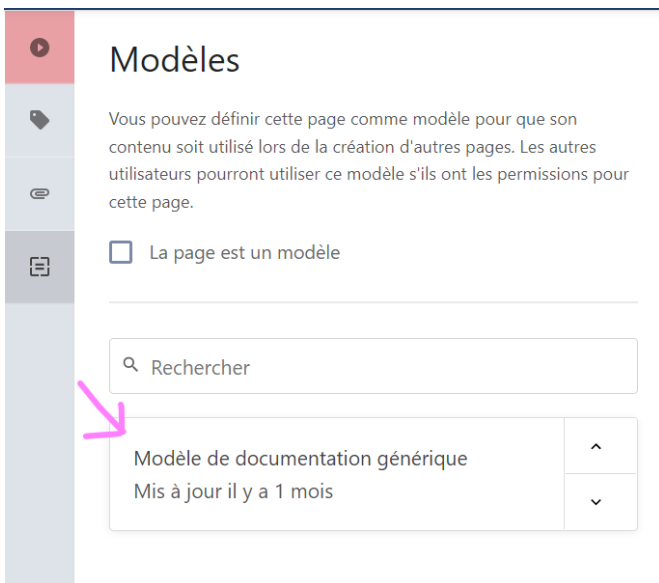 Modèles
Vous pouvez définir cette page comme modèle pour que son
contenu soit utilisé lors de la création d'autres pages. Les autres
utilisateurs pourront utiliser ce modèle s'ils ont les permissions pour
cette page.
La page est un modèle
Rechercher
Modèle de documentation générique
Mis à jour il y a 1 mois